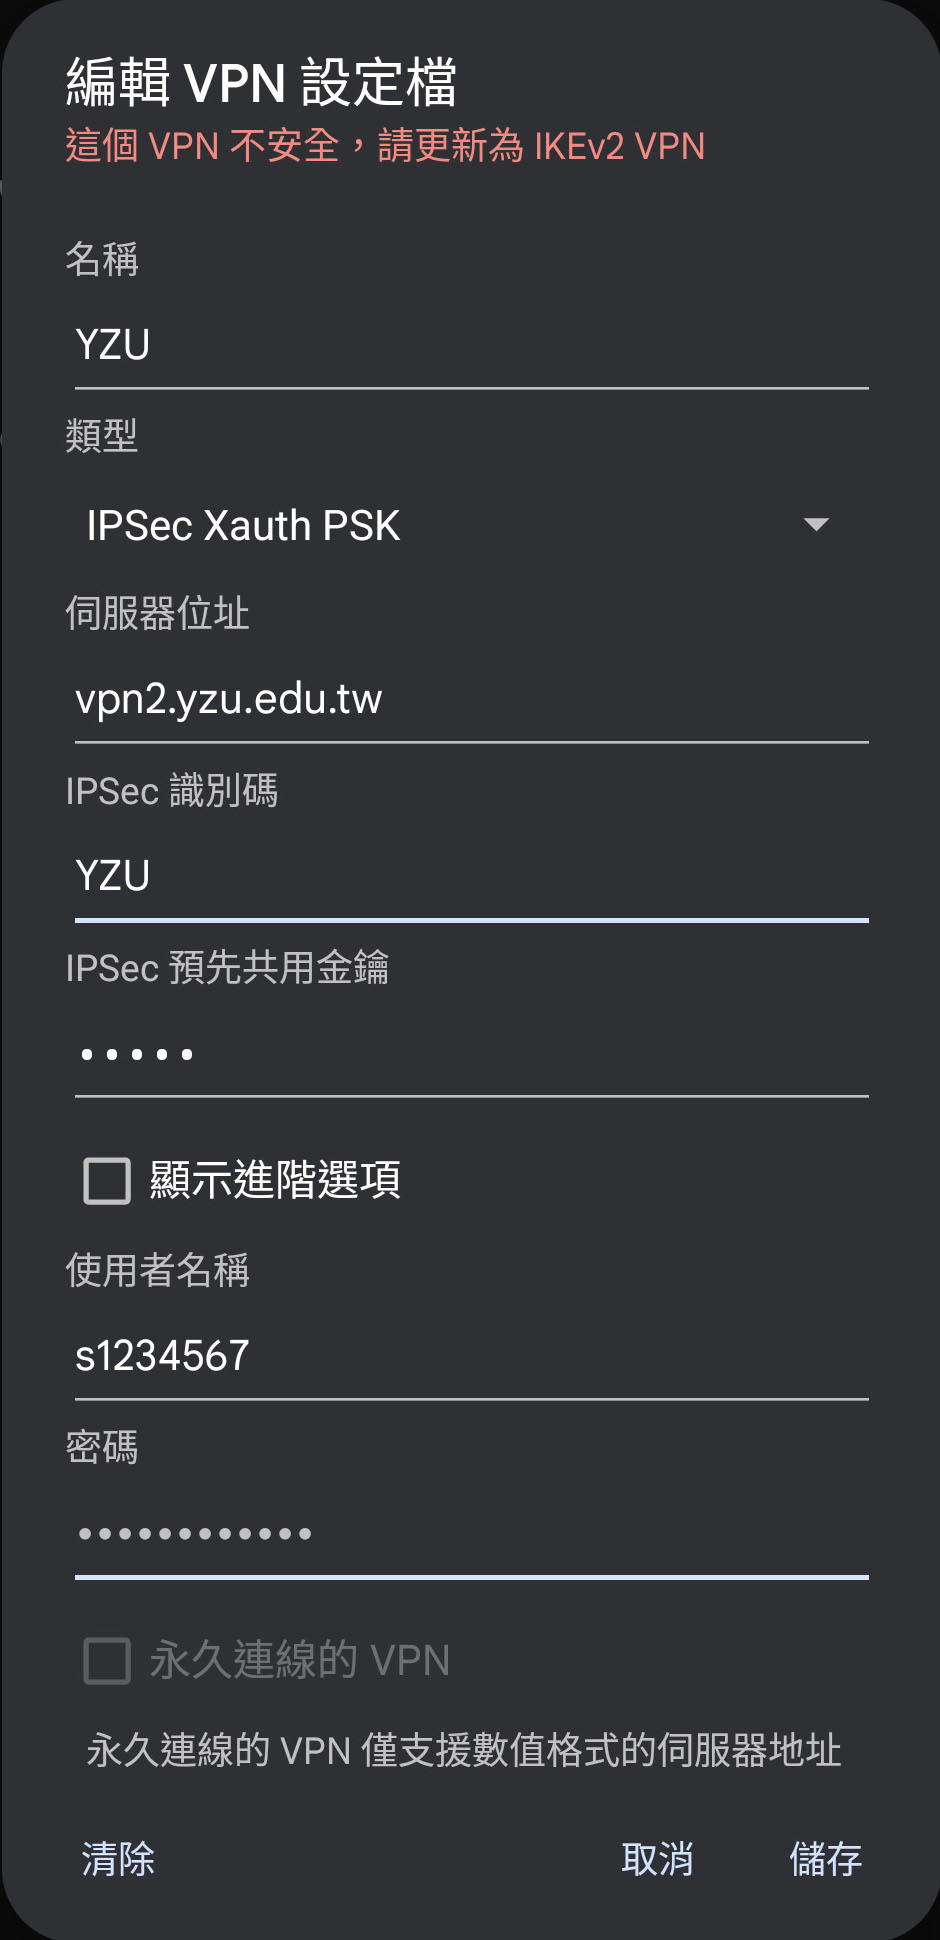 編輯 VPN 設定檔
這個 VPN 不安全，請更新為 IKEv2 VPN
名稱
YZU
類型
IPSec Xauth PSK
伺服器位址
vpn2.yzu.edu.tw
IPSec 識別碼
YZU
IPSec 預先共用金鑰
•••••
顯示進階選項
使用者名稱
s1234567
密碼
••••••••••••
永久連線的 VPN
永久連線的 VPN 僅支援數值格式的伺服器地址
清除 取消 儲存